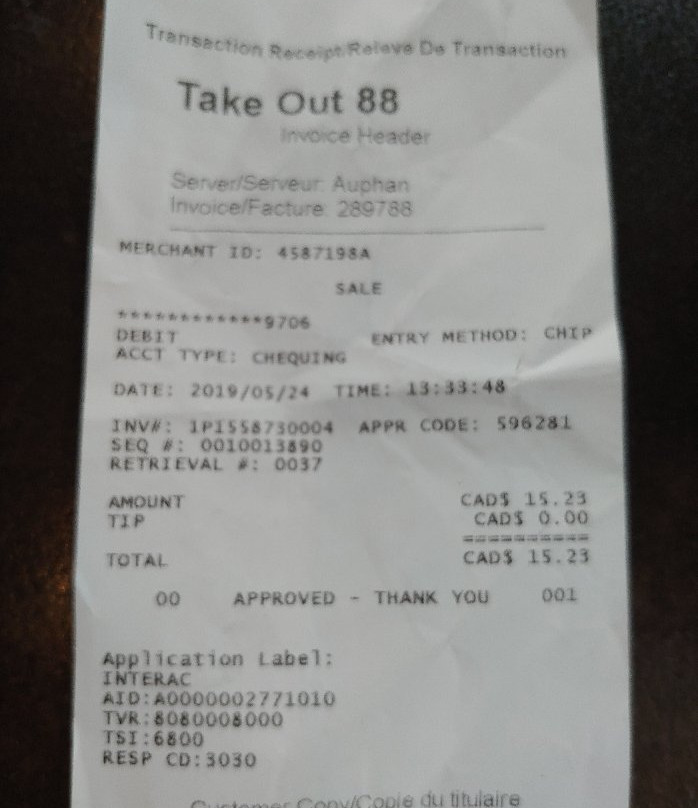 Transaction Receipt/Releve De Transaction
Take Out 88
Invoice Header
Server/Serveur: Auphan
Invoice/Facture: 289788
MERCHANT ID: 4587198A
SALE
************9706
DEBIT ENTRY METHOD: CHIP
ACCT TYPE: CHEQUING
DATE: 2019/05/24 TIME: 13:33:48
INV#: 1PI558730004 APPR CODE: 596281
SEQ #: 0010013890
RETRIEVAL #: 0037
AMOUNT CAD$ 15.23
TIP CAD$ 0.00
==========
TOTAL CAD$ 15.23
00 APPROVED - THANK YOU 001
Application Label:
INTERAC
AID:A0000002771010
TVR:8080008000
TSI:6800
RESP CD:3030
Customer Copy/Copie du titulaire